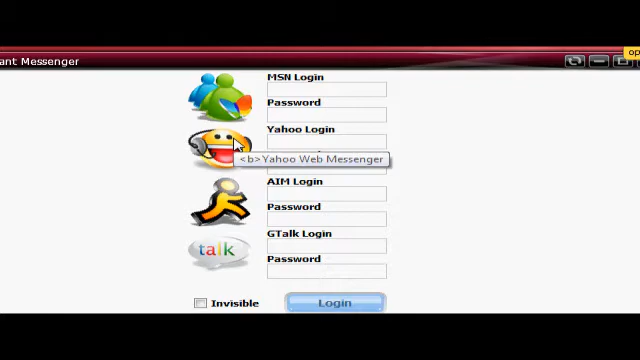 op
ant Messenger
MSN Login
Password
Yahoo Login
<b>Yahoo Web Messenger
AIM Login
Password
GTalk Login
talk
Password
Invisible
Login